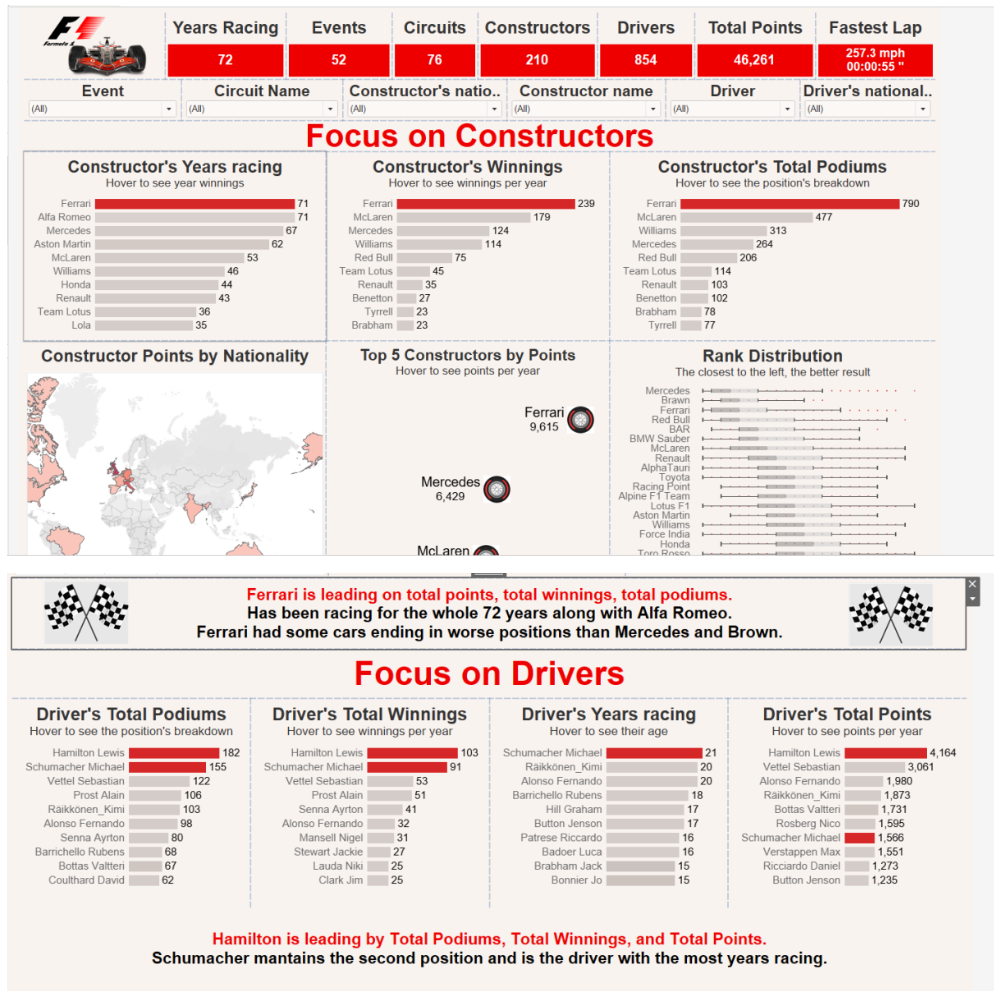 F1
Formula 1
Years Racing
72
Events
52
Circuits
76
Constructors
210
Drivers
854
Total Points
46,261
Fastest Lap
257.3 mph
00:00:55 "
Event
(All)
Circuit Name
(All)
Constructor's natio..
(All)
Constructor name
(All)
Driver
(All)
Driver's national..
(All)
Focus on Constructors
Constructor's Years racing
Hover to see year winnings
Ferrari 71
Alfa Romeo 71
Mercedes 67
Aston Martin 62
McLaren 53
Williams 46
Honda 44
Renault 43
Team Lotus 36
Lola 35
Constructor's Winnings
Hover to see winnings per year
Ferrari 239
McLaren 179
Mercedes 124
Williams 114
Red Bull 75
Team Lotus 45
Renault 35
Benetton 27
Tyrrell 23
Brabham 23
Constructor's Total Podiums
Hover to see the position's breakdown
Ferrari 790
McLaren 477
Williams 313
Mercedes 264
Red Bull 206
Team Lotus 114
Renault 103
Benetton 102
Brabham 78
Tyrrell 77
Constructor Points by Nationality
Top 5 Constructors by Points
Hover to see points per year
Ferrari
9,615
Mercedes
6,429
McLaren
Rank Distribution
The closest to the left, the better result
Mercedes
Brawn
Ferrari
Red Bull
BAR
BMW Sauber
McLaren
Renault
AlphaTauri
Toyota
Racing Point
Alpine F1 Team
Lotus F1
Aston Martin
Williams
Force India
Honda
Toro Rosso
Ferrari is leading on total points, total winnings, total podiums.
Has been racing for the whole 72 years along with Alfa Romeo.
Ferrari had some cars ending in worse positions than Mercedes and Brown.
Focus on Drivers
Driver's Total Podiums
Hover to see the position's breakdown
Hamilton Lewis 182
Schumacher Michael 155
Vettel Sebastian 122
Prost Alain 106
Räikkönen_Kimi 103
Alonso Fernando 98
Senna Ayrton 80
Barrichello Rubens 68
Bottas Valtteri 67
Coulthard David 62
Driver's Total Winnings
Hover to see winnings per year
Hamilton Lewis 103
Schumacher Michael 91
Vettel Sebastian 53
Prost Alain 51
Senna Ayrton 41
Alonso Fernando 32
Mansell Nigel 31
Stewart Jackie 27
Lauda Niki 25
Clark Jim 25
Driver's Years racing
Hover to see their age
Schumacher Michael 21
Räikkönen_Kimi 20
Alonso Fernando 20
Barrichello Rubens 18
Hill Graham 17
Button Jenson 17
Patrese Riccardo 16
Badoer Luca 16
Brabham Jack 15
Bonnier Jo 15
Driver's Total Points
Hover to see points per year
Hamilton Lewis 4,164
Vettel Sebastian 3,061
Alonso Fernando 1,980
Räikkönen_Kimi 1,873
Bottas Valtteri 1,731
Rosberg Nico 1,595
Schumacher Michael 1,566
Verstappen Max 1,551
Ricciardo Daniel 1,273
Button Jenson 1,235
Hamilton is leading by Total Podiums, Total Winnings, and Total Points.
Schumacher mantains the second position and is the driver with the most years racing.